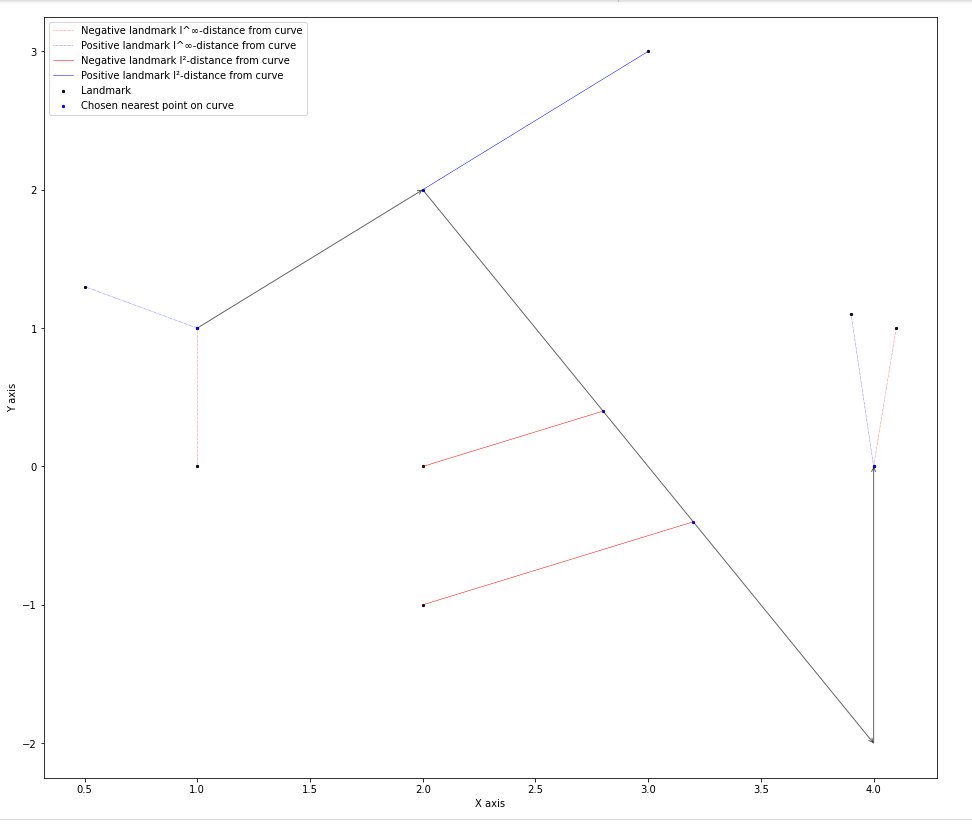 Negative landmark l^∞-distance from curve
Positive landmark l^∞-distance from curve
Negative landmark l²-distance from curve
Positive landmark l²-distance from curve
Landmark
Chosen nearest point on curve
3
2
1
0
−1
−2
Y axis
0.5 1.0 1.5 2.0 2.5 3.0 3.5 4.0
X axis